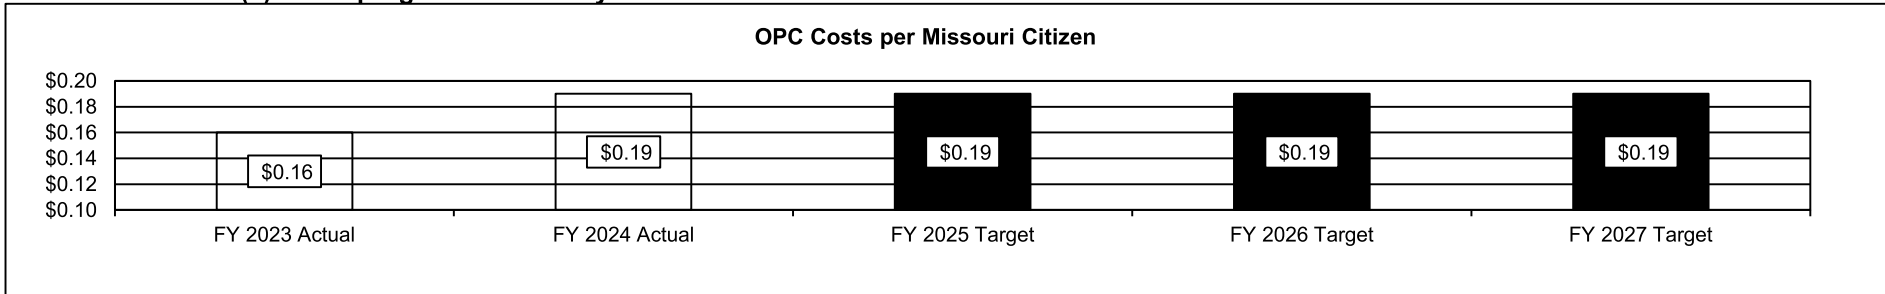 OPC Costs per Missouri Citizen
$0.20
$0.18
$0.16
$0.14
$0.12
$0.10
$0.16
$0.19
$0.19
$0.19
$0.19
FY 2023 Actual
FY 2024 Actual
FY 2025 Target
FY 2026 Target
FY 2027 Target